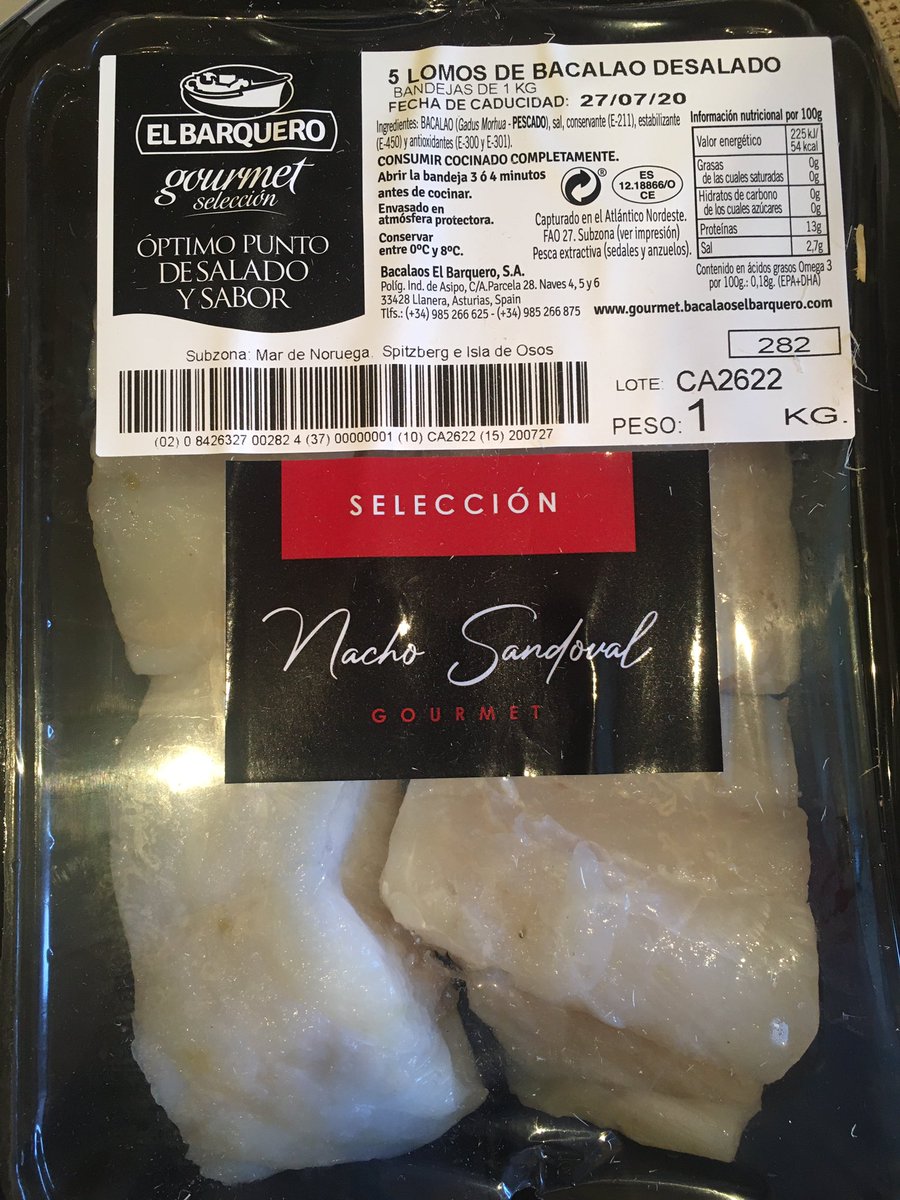 EL BARQUERO
gourmet
selección
ÓPTIMO PUNTO
DE SALADO
Y SABOR
5 LOMOS DE BACALAO DESALADO
BANDEJAS DE 1 KG
FECHA DE CADUCIDAD: 27/07/20
Ingredientes: BACALAO (Gadus Morhua - PESCADO), sal, conservante (E-211), estabilizante
(E-450) y antioxidantes (E-300 y E-301).
CONSUMIR COCINADO COMPLETAMENTE.
Abrir la bandeja 3 ó 4 minutos
antes de cocinar.
Envasado en
atmósfera protectora.
Conservar
entre 0ºC y 8ºC.
®
ES
12.18866/O
CE
Capturado en el Atlántico Nordeste.
FAO 27. Subzona (ver impresión)
Pesca extractiva (sedales y anzuelos).
Bacalaos El Barquero, S.A.
Políg. Ind. de Asipo, C/A.Parcela 28. Naves 4, 5 y 6
33428 Llanera, Asturias, Spain
Tlfs.: (+34) 985 266 625 - (+34) 985 266 875
Información nutricional por 100g
Valor energético 225 kJ/
54 kcal
Grasas 0g
de las cuales saturadas 0g
Hidratos de carbono 0g
de los cuales azúcares 0g
Proteínas 13g
Sal 2,7g
Contenido en ácidos grasos Omega 3
por 100g.: 0,18g. (EPA+DHA)
www.gourmet.bacalaoselbarquero.com
Subzona: Mar de Noruega. Spitzberg e Isla de Osos
(02) 0 8426327 00282 4 (37) 00000001 (10) CA2622 (15) 200727
282
LOTE: CA2622
PESO: 1 KG.
SELECCIÓN
Nacho Sandoval
GOURMET